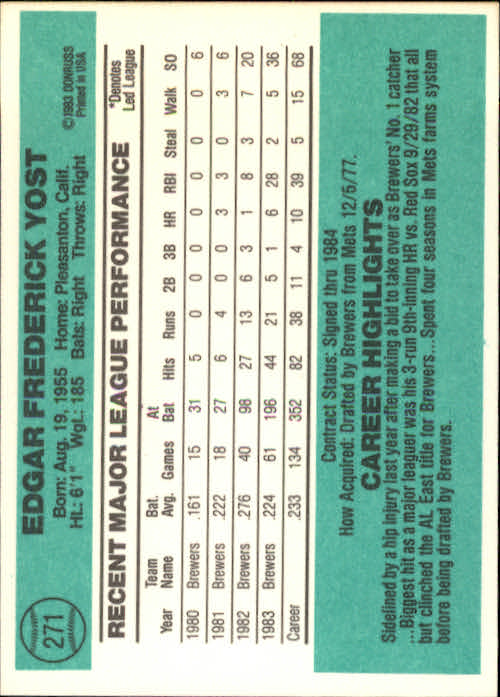 271
EDGAR FREDERICK YOST
©1983 DONRUSS
Printed in USA
Born: Aug. 19, 1955 Home: Pleasanton, Calif.
Ht.: 6'1" Wgt.: 185 Bats: Right Throws: Right
RECENT MAJOR LEAGUE PERFORMANCE
*Denotes
Led League
Year Team Name Bat. Avg. Games At Bat Hits Runs 2B 3B HR RBI Steal Walk SO
1980 Brewers .161 15 31 5 0 0 0 0 0 0 0 6
1981 Brewers .222 18 27 6 4 0 0 3 3 0 3 6
1982 Brewers .276 40 98 27 13 6 3 1 8 3 7 20
1983 Brewers .224 61 196 44 21 5 1 6 28 2 5 36
Career .233 134 352 82 38 11 4 10 39 5 15 68
Contract Status: Signed thru 1984
How Acquired: Drafted by Brewers from Mets 12/5/77.
CAREER HIGHLIGHTS
Sidelined by a hip injury last year after making a bid to take over as Brewers' No. 1 catcher
...Biggest hit as a major leaguer was his 3-run 9th-inning HR vs. Red Sox 9/29/82 that all
but clinched the AL East title for Brewers...Spent four seasons in Mets farms system
before being drafted by Brewers.